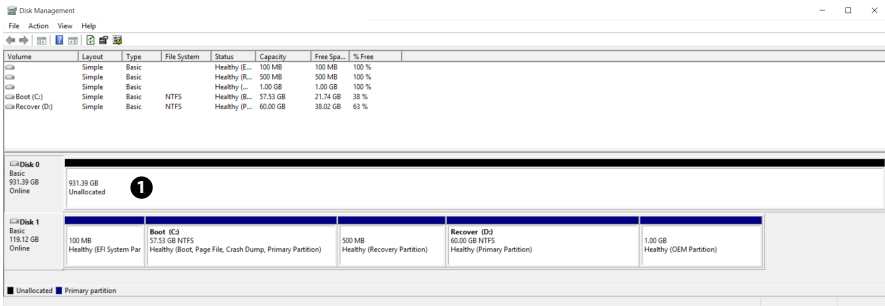 Disk Management
File Action View Help
Volume Layout Type File System Status Capacity Free Spa... % Free
Simple Basic Healthy (E... 100 MB 100 MB 100 %
Simple Basic Healthy (R... 500 MB 500 MB 100 %
Simple Basic Healthy (... 1.00 GB 1.00 GB 100 %
Boot (C:) Simple Basic NTFS Healthy (B... 57.53 GB 21.74 GB 38 %
Recover (D:) Simple Basic NTFS Healthy (P... 60.00 GB 38.02 GB 63 %
Disk 0
Basic
931.39 GB
Online
931.39 GB
Unallocated
1
Disk 1
Basic
119.12 GB
Online
100 MB
Healthy (EFI System Par
Boot (C:)
57.53 GB NTFS
Healthy (Boot, Page File, Crash Dump, Primary Partition)
500 MB
Healthy (Recovery Partition)
Recover (D:)
60.00 GB NTFS
Healthy (Primary Partition)
1.00 GB
Healthy (OEM Partition)
Unallocated Primary partition